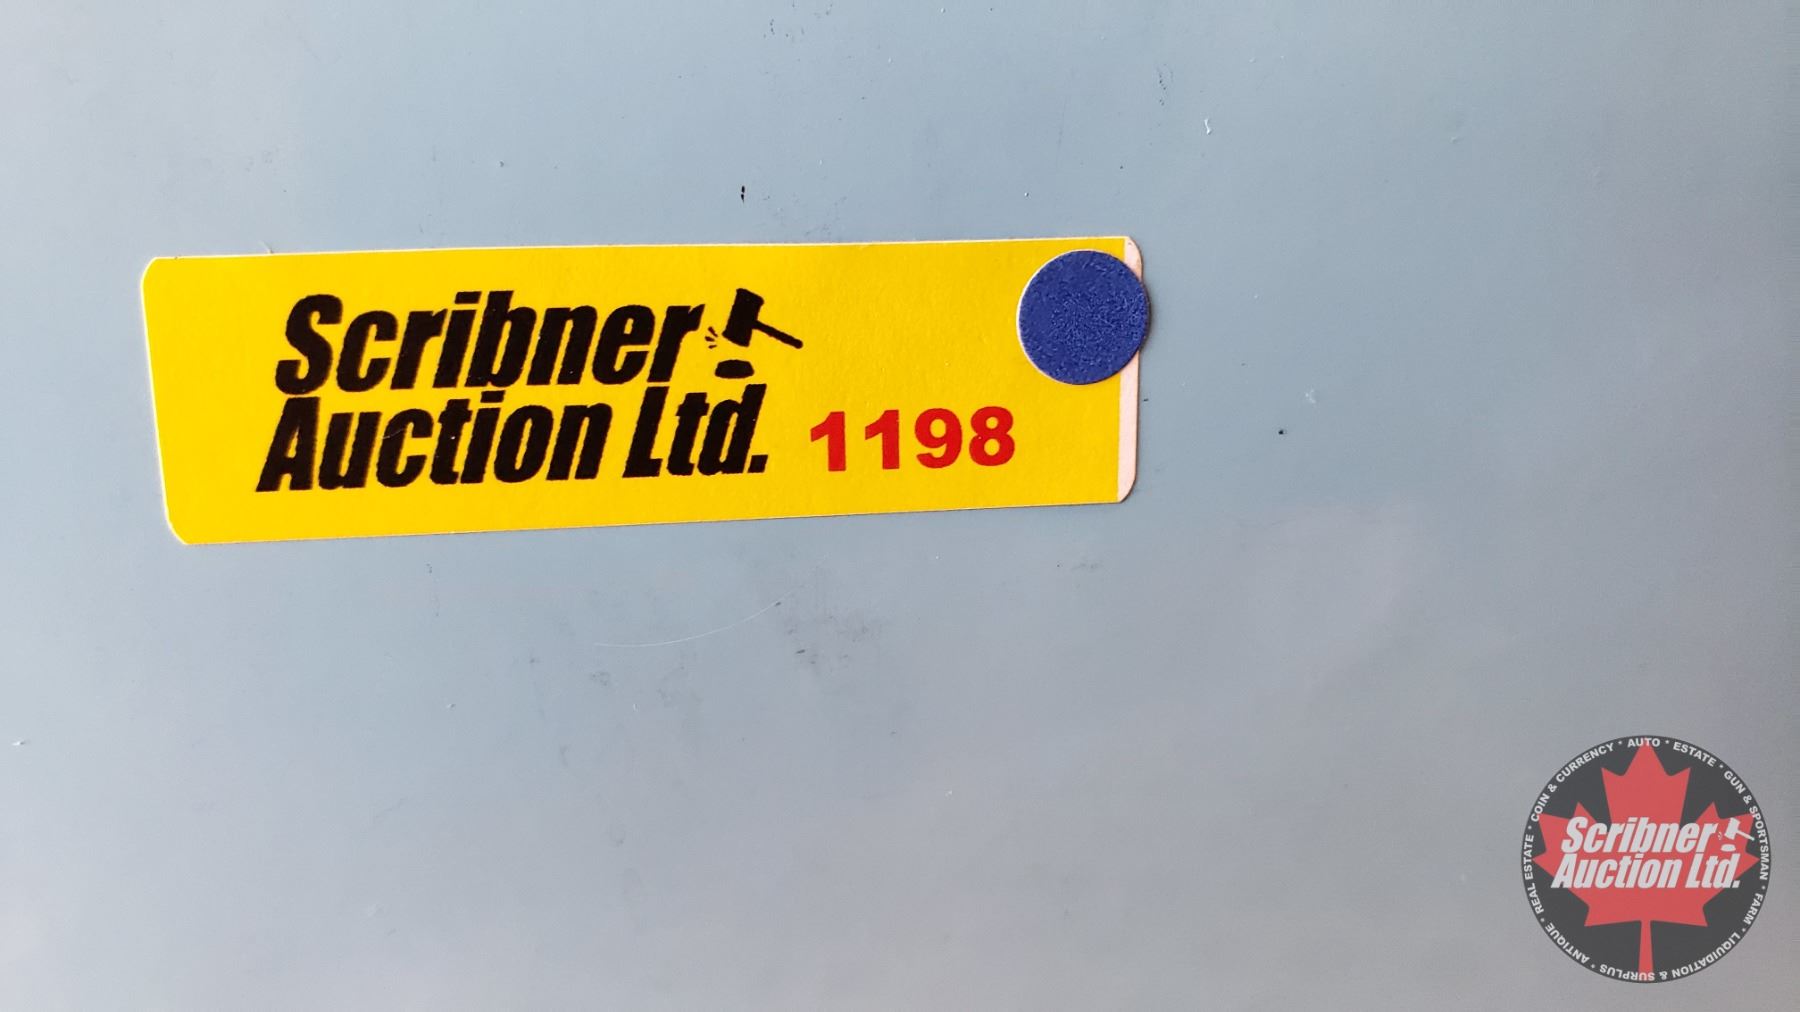 Scribner
Auction Ltd. 1198
COIN & CURRENCY * AUTO * ESTATE * GUN & SPORTSMAN * FARM * LIQUIDATION & SURPLUS * ANTIQUE * REAL ESTATE *
Scribner
Auction Ltd.